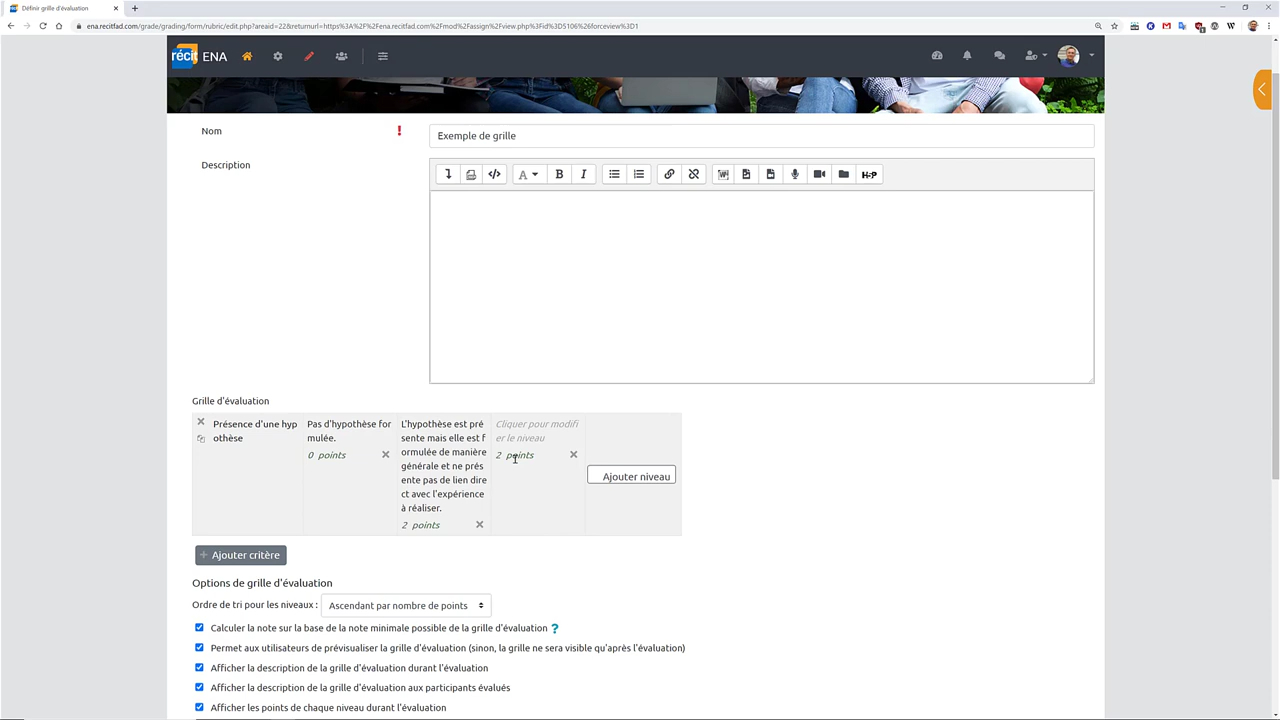 Définir grille d'évaluation
ena.recitfad.com/grade/grading/form/rubric/edit.php?areaid=22&returnurl=https%3A%2F%2Fena.recitfad.com%2Fmod%2Fassign%2Fview.php%3Fid%3D5106%26forceview%3D1
récit ENA
Nom
Exemple de grille
Description
A B I
H5P
Grille d'évaluation
Présence d'une hyp
othèse
Pas d'hypothèse for
mulée.
0 points
L'hypothèse est pré
sente mais elle est f
ormulée de manière
générale et ne prés
ente pas de lien dire
ct avec l'expérience
à réaliser.
2 points
Cliquer pour modifi
er le niveau
2 points
Ajouter niveau
+ Ajouter critère
Options de grille d'évaluation
Ordre de tri pour les niveaux : Ascendant par nombre de points
Calculer la note sur la base de la note minimale possible de la grille d'évaluation ?
Permet aux utilisateurs de prévisualiser la grille d'évaluation (sinon, la grille ne sera visible qu'après l'évaluation)
Afficher la description de la grille d'évaluation durant l'évaluation
Afficher la description de la grille d'évaluation aux participants évalués
Afficher les points de chaque niveau durant l'évaluation